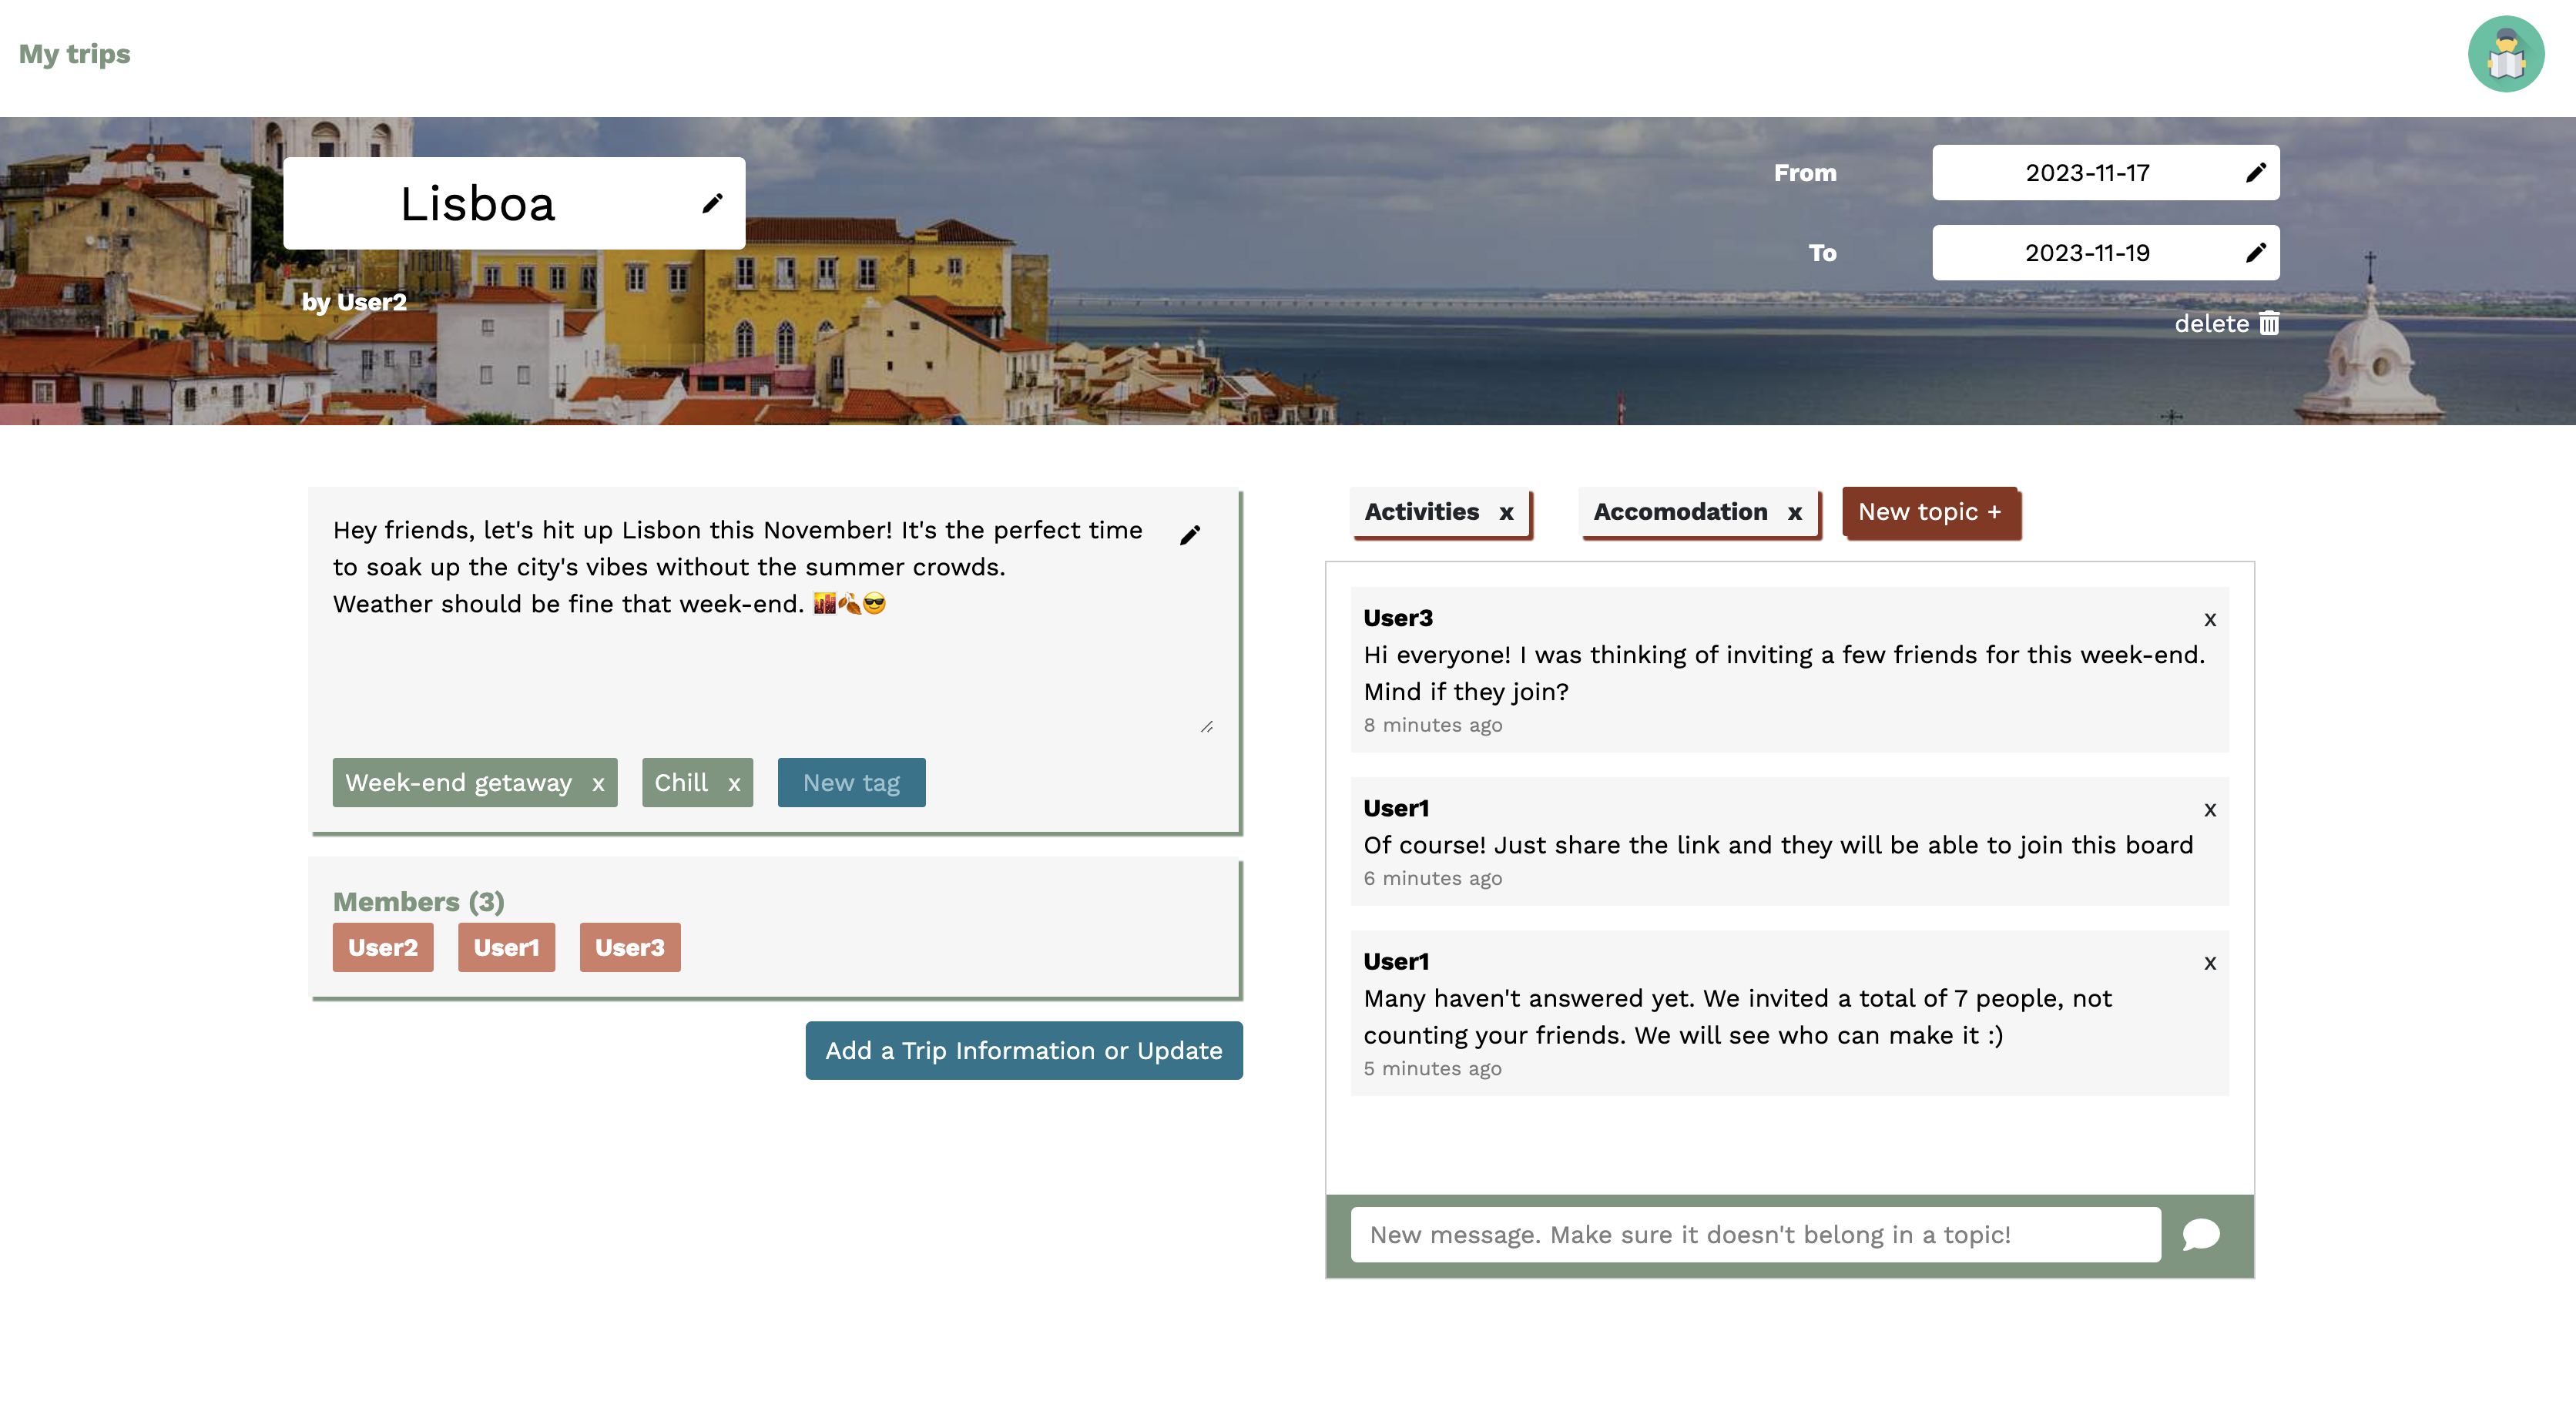 My trips
Lisboa
by User2
From
2023-11-17
To
2023-11-19
delete
Hey friends, let's hit up Lisbon this November! It's the perfect time
to soak up the city's vibes without the summer crowds.
Weather should be fine that week-end. 🌇🍂😎
Week-end getaway x
Chill x
New tag
Members (3)
User2
User1
User3
Add a Trip Information or Update
Activities x
Accomodation x
New topic +
User3
x
Hi everyone! I was thinking of inviting a few friends for this week-end.
Mind if they join?
8 minutes ago
User1
x
Of course! Just share the link and they will be able to join this board
6 minutes ago
User1
x
Many haven't answered yet. We invited a total of 7 people, not
counting your friends. We will see who can make it :)
5 minutes ago
New message. Make sure it doesn't belong in a topic!